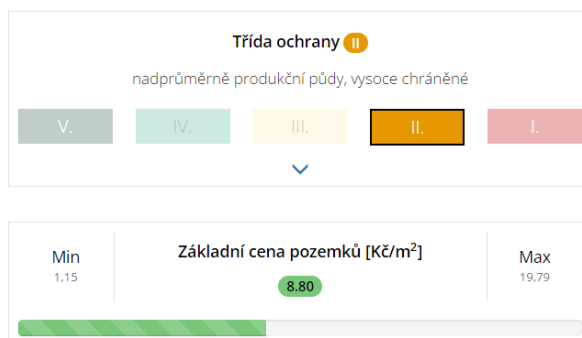 Třída ochrany II
nadprůměrně produkční půdy, vysoce chráněné
V. IV. III. II. I.
Min Základní cena pozemků [Kč/m²] Max
1,15 8.80 19,79